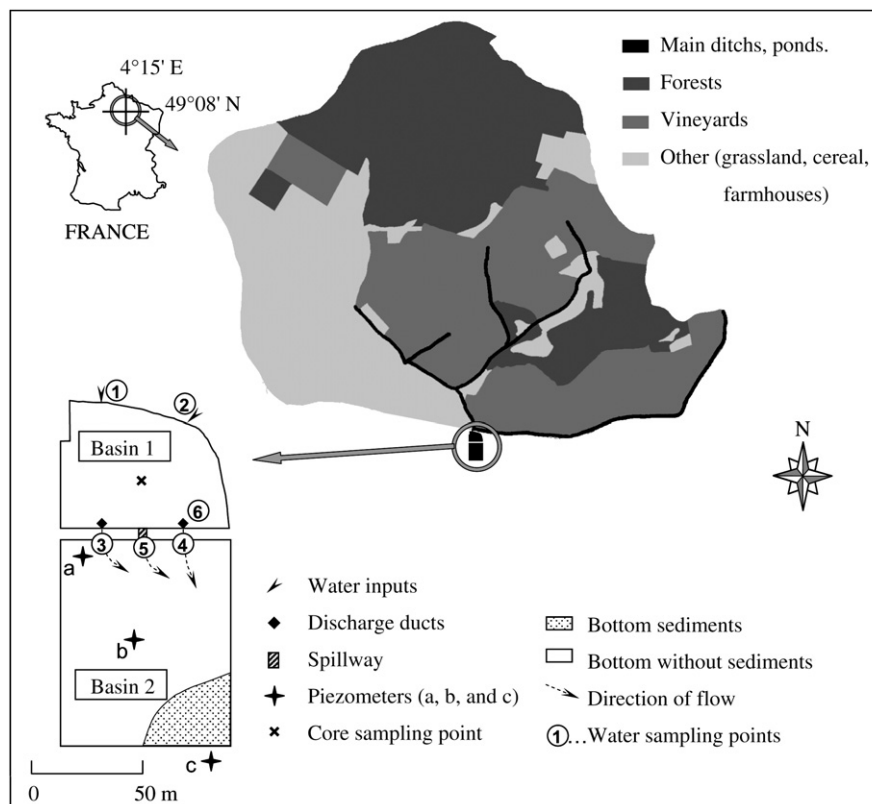 4°15' E
49°08' N
FRANCE
Main ditchs, ponds.
Forests
Vineyards
Other (grassland, cereal,
farmhouses)
N
1
2
Basin 1
6
3
5
4
a
b
Basin 2
c
0
50 m
Water inputs
Discharge ducts
Spillway
Piezometers (a, b, and c)
Core sampling point
Bottom sediments
Bottom without sediments
Direction of flow
1...Water sampling points